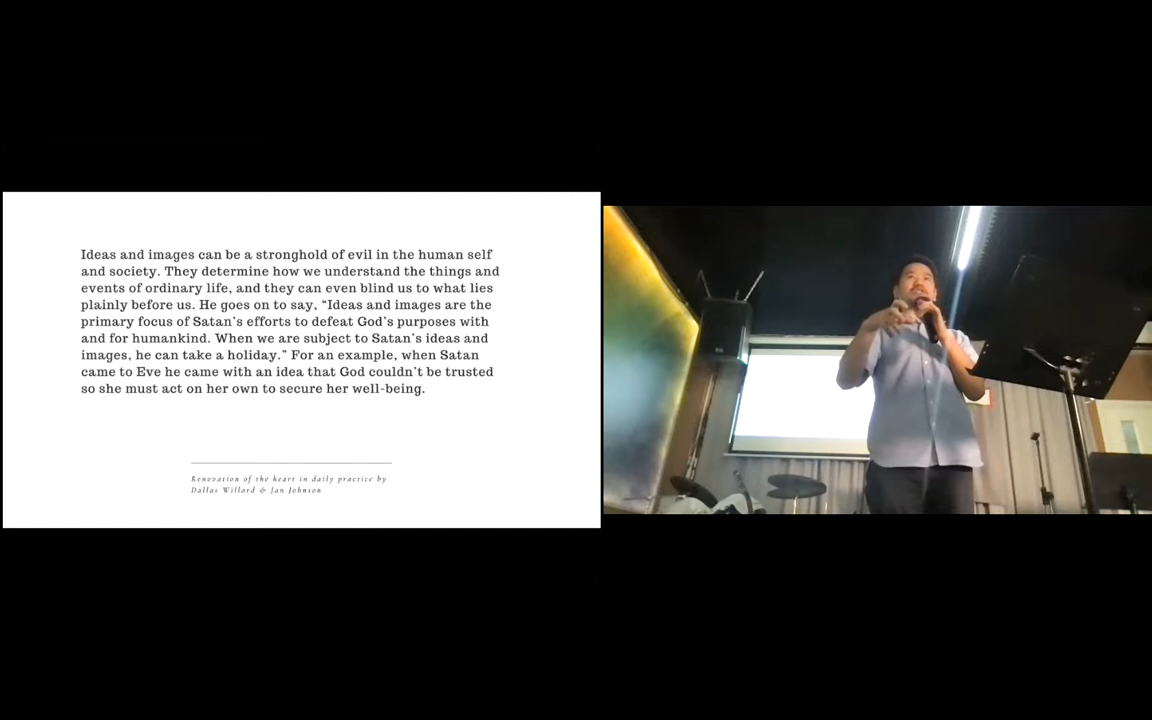 Ideas and images can be a stronghold of evil in the human self
and society. They determine how we understand the things and
events of ordinary life, and they can even blind us to what lies
plainly before us. He goes on to say, “Ideas and images are the
primary focus of Satan’s efforts to defeat God’s purposes with
and for humankind. When we are subject to Satan’s ideas and
images, he can take a holiday.” For an example, when Satan
came to Eve he came with an idea that God couldn’t be trusted
so she must act on her own to secure her well-being.
Renovation of the heart in daily practice by
Dallas Willard & Jan Johnson